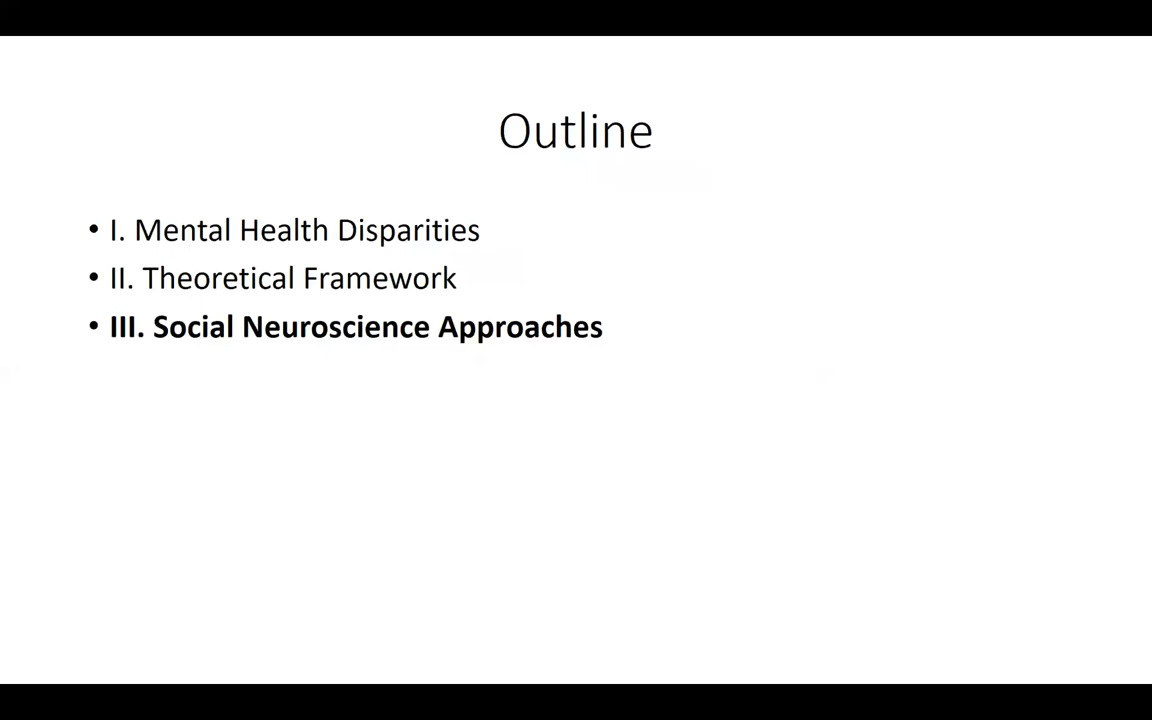 Outline
• I. Mental Health Disparities
• II. Theoretical Framework
• III. Social Neuroscience Approaches